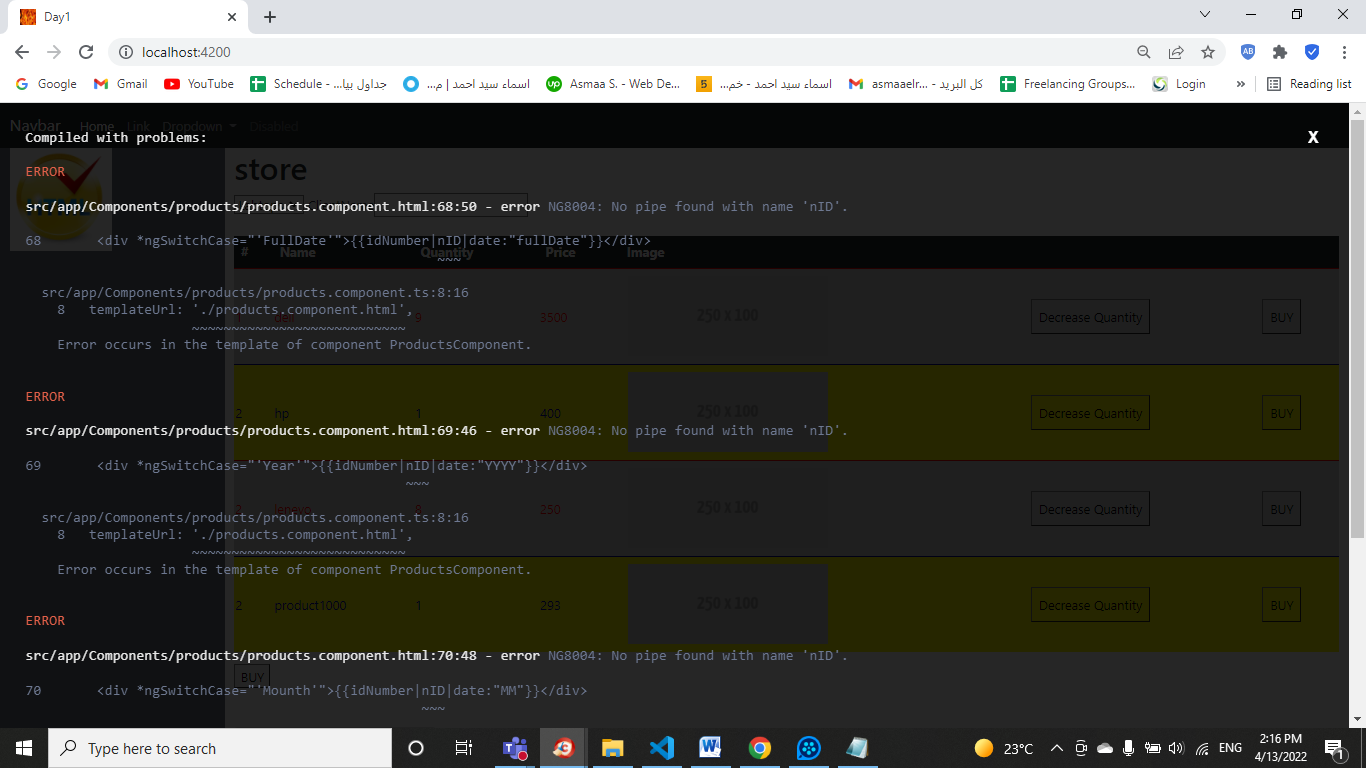 Day1
localhost:4200
Google
Gmail
YouTube
Schedule - جداول بيا...
اسماء سيد احمد | م...
Asmaa S. - Web De...
اسماء سيد احمد - خم...
asmaaelr... - كل البريد
Freelancing Groups...
Login
»
Reading list
Navbar Home Link Dropdown Disabled
Compiled with problems:
X
ERROR
store
src/app/Components/products/products.component.html:68:50 - error NG8004: No pipe found with name 'nID'.
68 <div *ngSwitchCase="'FullDate'">{{idNumber|nID|date:"fullDate"}}</div>
~~~
# Name Quantity Price Image
src/app/Components/products/products.component.ts:8:16
8 templateUrl: './products.component.html',
~~~~~~~~~~~~~~~~~~~~~~~~~~~
1 dell 9 3500 250 X 100 Decrease Quantity BUY
Error occurs in the template of component ProductsComponent.
ERROR
2 hp 1 400 250 X 100 Decrease Quantity BUY
src/app/Components/products/products.component.html:69:46 - error NG8004: No pipe found with name 'nID'.
69 <div *ngSwitchCase="'Year'">{{idNumber|nID|date:"YYYY"}}</div>
~~~
2 lenevo 8 250 250 X 100 Decrease Quantity BUY
src/app/Components/products/products.component.ts:8:16
8 templateUrl: './products.component.html',
~~~~~~~~~~~~~~~~~~~~~~~~~~~
Error occurs in the template of component ProductsComponent.
2 product1000 1 293 250 X 100 Decrease Quantity BUY
ERROR
src/app/Components/products/products.component.html:70:48 - error NG8004: No pipe found with name 'nID'.
BUY
70 <div *ngSwitchCase="'Mounth'">{{idNumber|nID|date:"MM"}}</div>
~~~
Type here to search
23°C
ENG
2:16 PM
4/13/2022
1